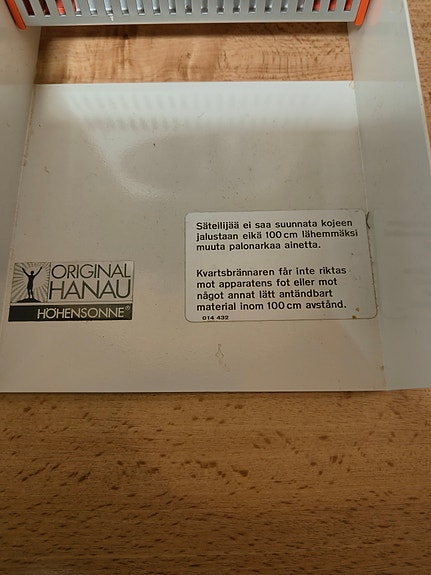 Säteilijää ei saa suunnata kojeen
jalustaan eikä 100 cm lähemmäksi
muuta palonarkaa ainetta.
Kvartsbrännaren får inte riktas
mot apparatens fot eller mot
något annat lätt antändbart
material inom 100 cm avstånd.
014 432
ORIGINAL
HANAU
HÖHENSONNE®